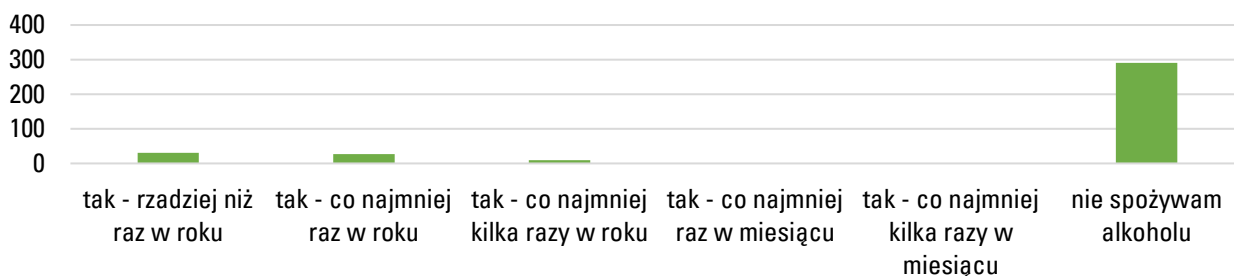 400
300
200
100
0
tak - rzadziej niż raz w roku
tak - co najmniej raz w roku
tak - co najmniej kilka razy w roku
tak - co najmniej raz w miesiącu
tak - co najmniej kilka razy w miesiącu
nie spożywam alkoholu